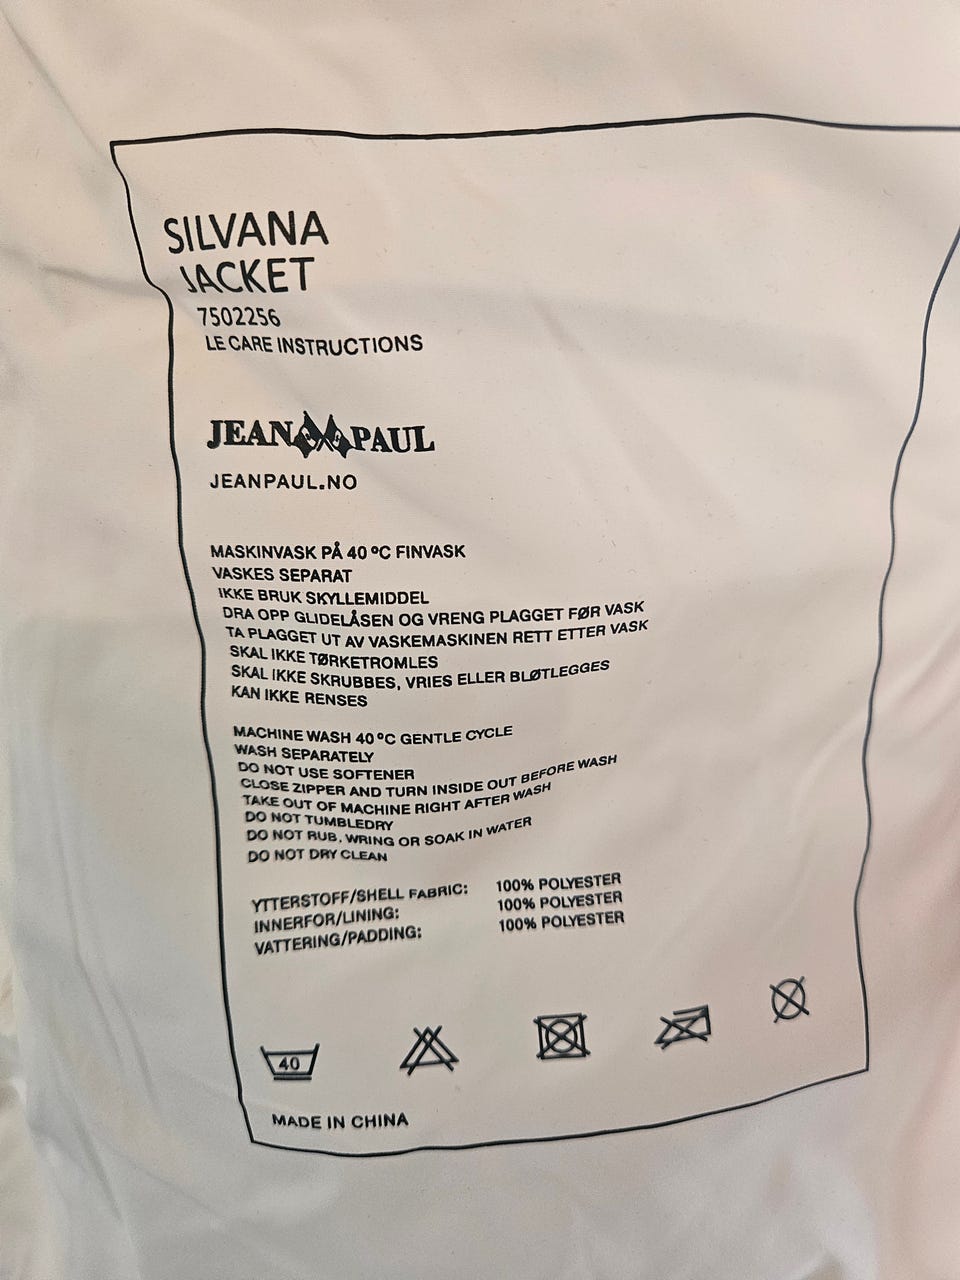 SILVANA
JACKET
7502256
LE CARE INSTRUCTIONS
JEAN PAUL
JEANPAUL.NO
MASKINVASK PÅ 40 ºC FINVASK
VASKES SEPARAT
IKKE BRUK SKYLLEMIDDEL
DRA OPP GLIDELÅSEN OG VRENG PLAGGET FØR VASK
TA PLAGGET UT AV VASKEMASKINEN RETT ETTER VASK
SKAL IKKE TØRKETROMLES
SKAL IKKE SKRUBBES, VRIES ELLER BLØTLEGGES
KAN IKKE RENSES
MACHINE WASH 40 ºC GENTLE CYCLE
WASH SEPARATELY
DO NOT USE SOFTENER
CLOSE ZIPPER AND TURN INSIDE OUT BEFORE WASH
TAKE OUT OF MACHINE RIGHT AFTER WASH
DO NOT TUMBLEDRY
DO NOT RUB, WRING OR SOAK IN WATER
DO NOT DRY CLEAN
YTTERSTOFF/SHELL FABRIC: 100% POLYESTER
INNERFOR/LINING: 100% POLYESTER
VATTERING/PADDING: 100% POLYESTER
40
MADE IN CHINA